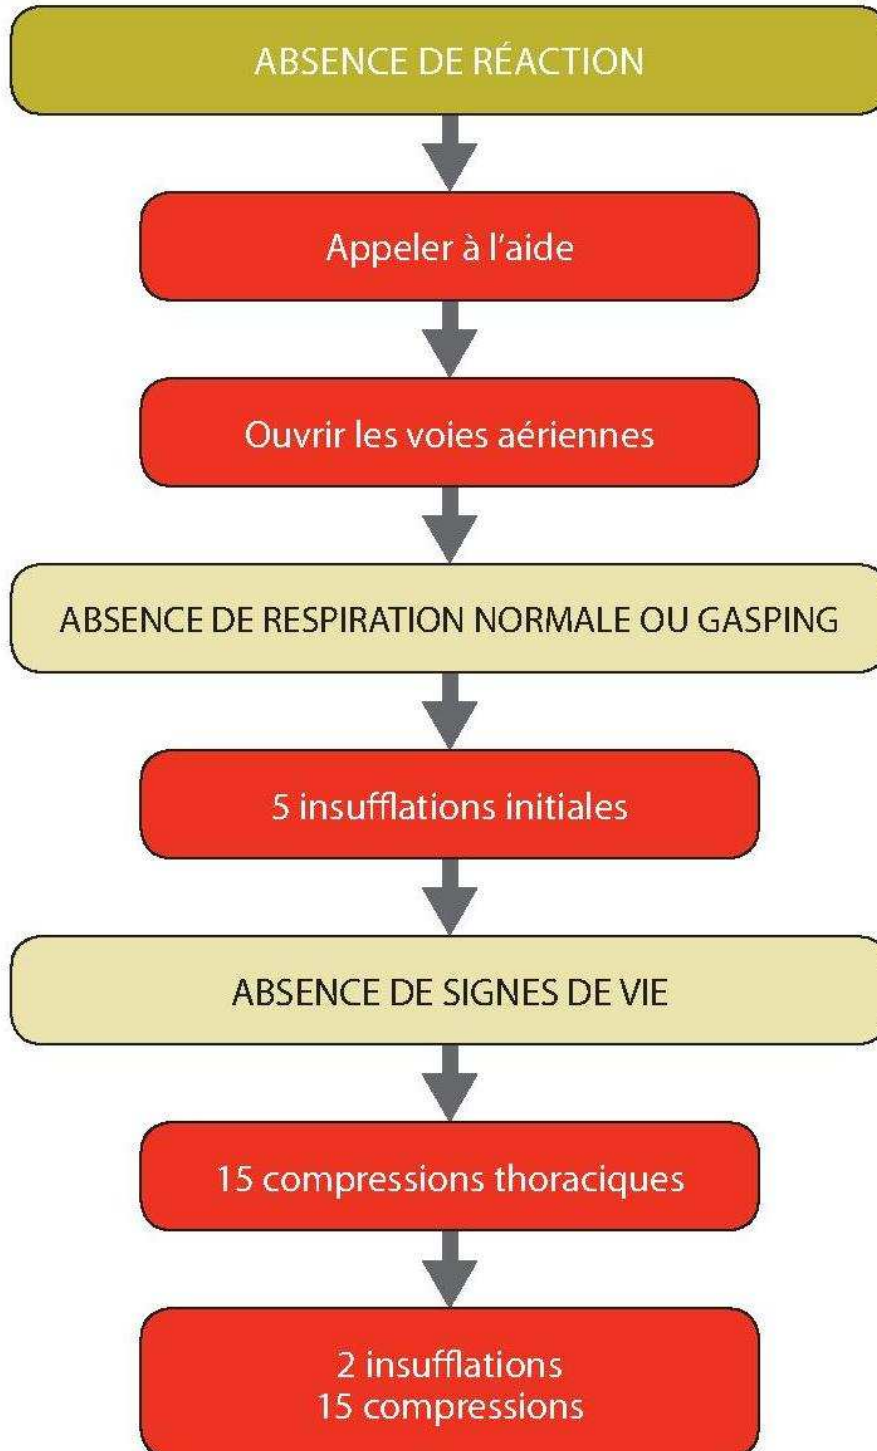 ABSENCE DE RÉACTION
Appeler à l'aide
Ouvrir les voies aériennes
ABSENCE DE RESPIRATION NORMALE OU GASPING
5 insufflations initiales
ABSENCE DE SIGNES DE VIE
15 compressions thoraciques
2 insufflations
15 compressions